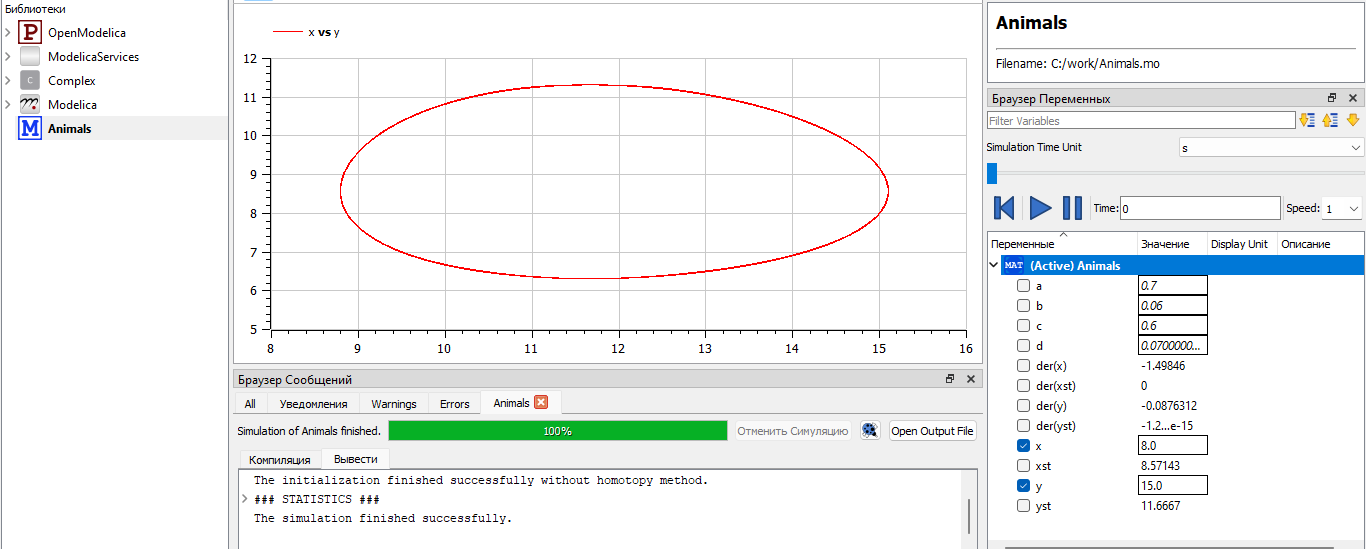 Библиотеки
OpenModelica
ModelicaServices
C Complex
Modelica
M Animals
x vs y
12
11
10
9
8
7
6
5
8 9 10 11 12 13 14 15 16
Браузер Сообщений
All Уведомления Warnings Errors Animals
Simulation of Animals finished. 100% Отменить Симуляцию Open Output File
Компиляция Вывести
The initialization finished successfully without homotopy method.
### STATISTICS ###
The simulation finished successfully.
Animals
Filename: C:/work/Animals.mo
Браузер Переменных
Filter Variables
Simulation Time Unit s
Time: 0 Speed: 1
Переменные Значение Display Unit Описание
MAT (Active) Animals
a 0.7
b 0.06
c 0.6
d 0.0700000...
der(x) -1.49846
der(xst) 0
der(y) -0.0876312
der(yst) -1.2...e-15
x 8.0
xst 8.57143
y 15.0
yst 11.6667